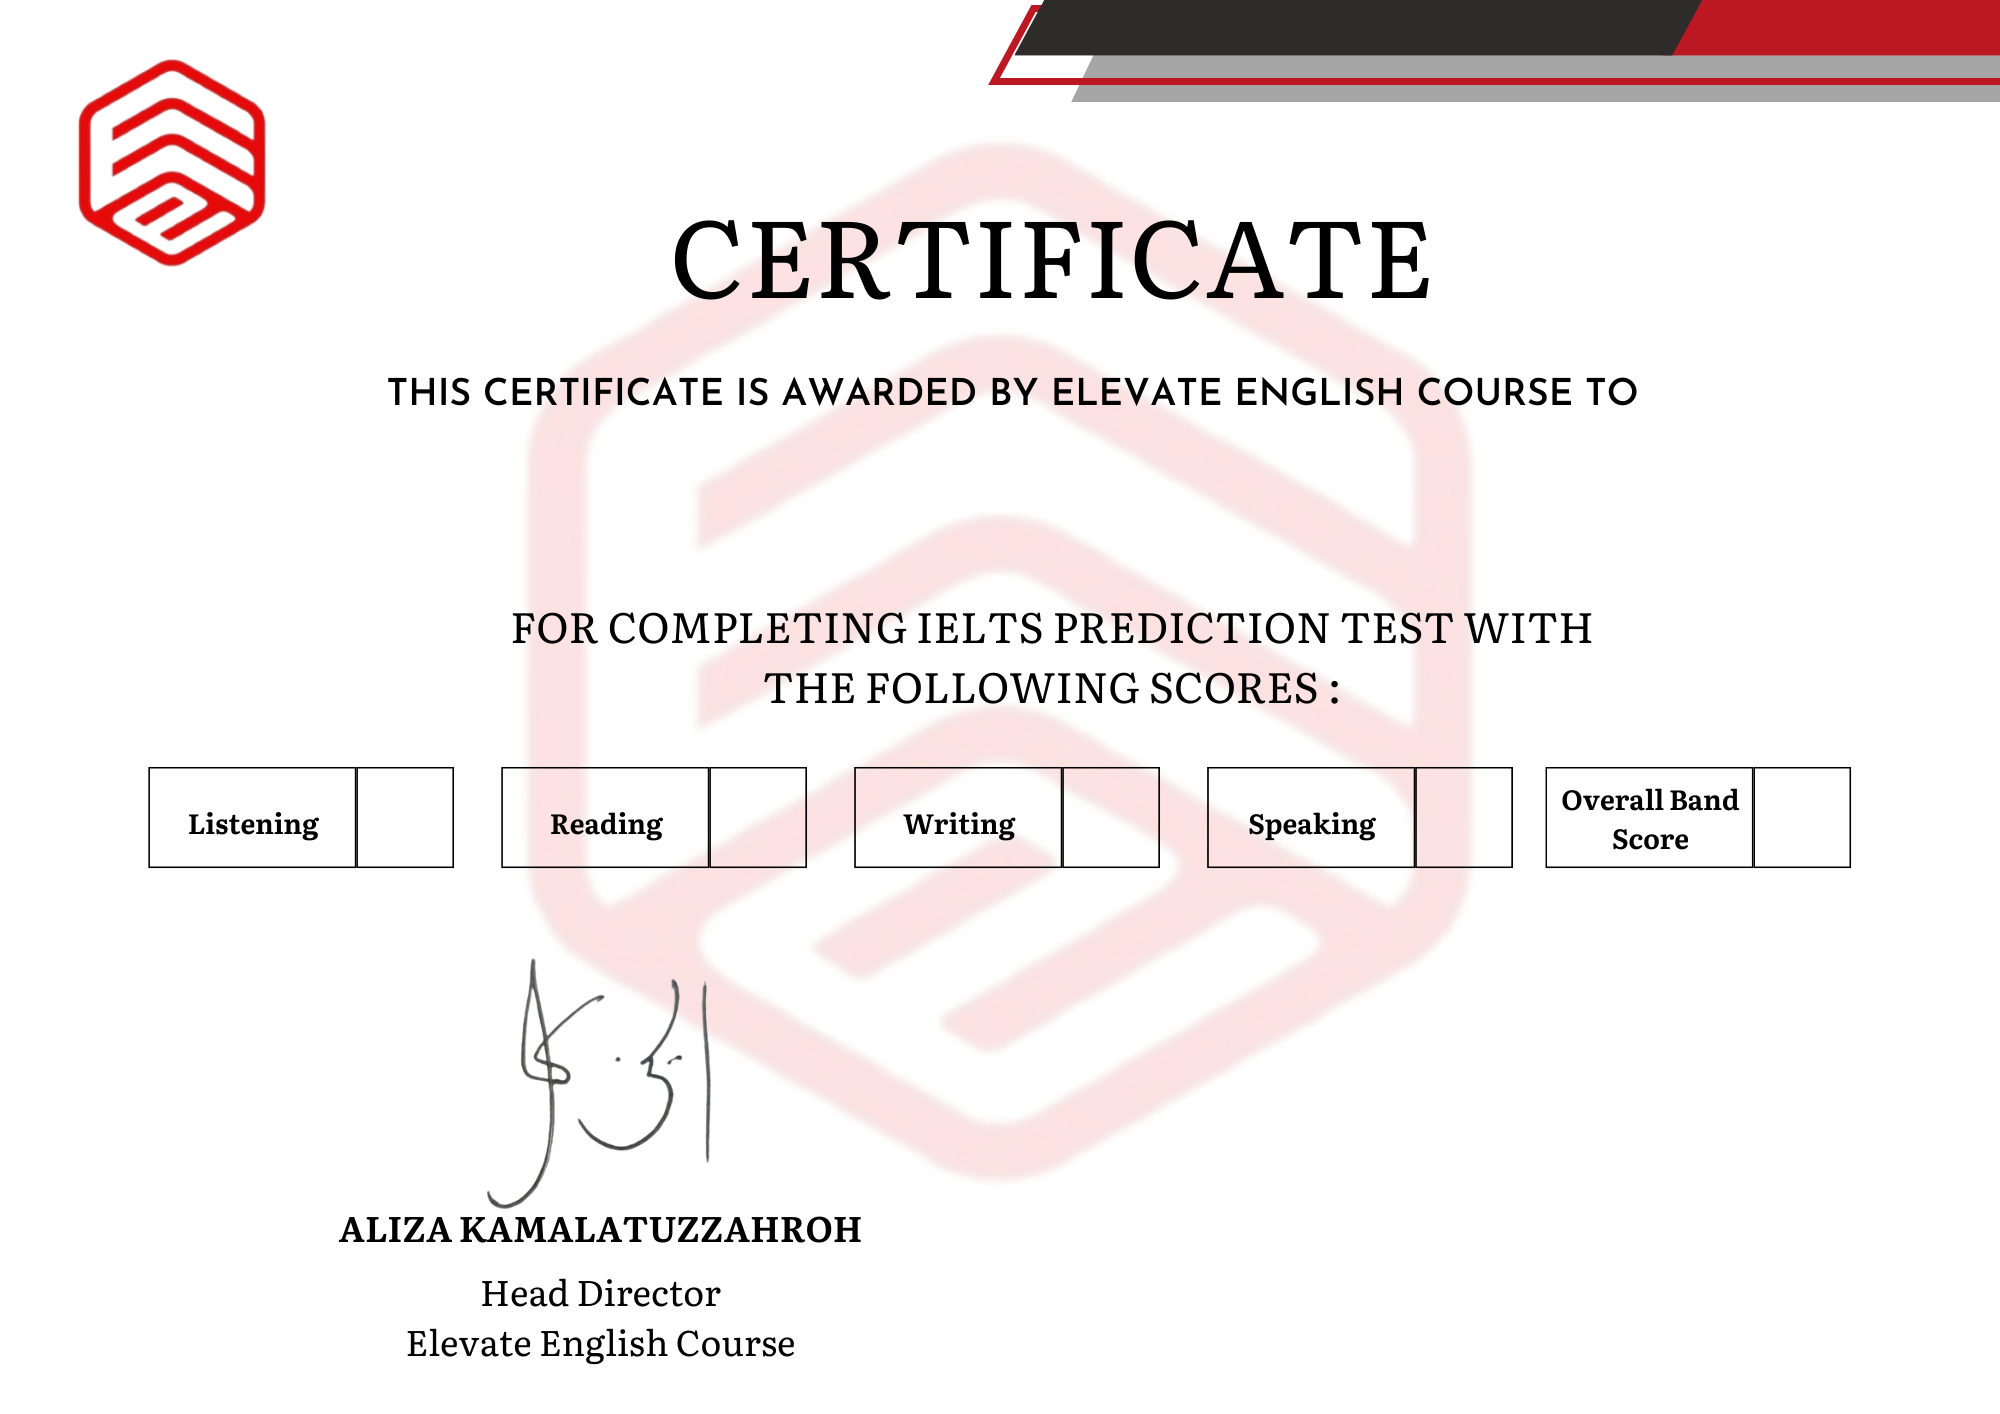 CERTIFICATE
THIS CERTIFICATE IS AWARDED BY ELEVATE ENGLISH COURSE TO
FOR COMPLETING IELTS PREDICTION TEST WITH
THE FOLLOWING SCORES :
Listening
Reading
Writing
Speaking
Overall Band
Score
ALIZA KAMALATUZZAHROH
Head Director
Elevate English Course